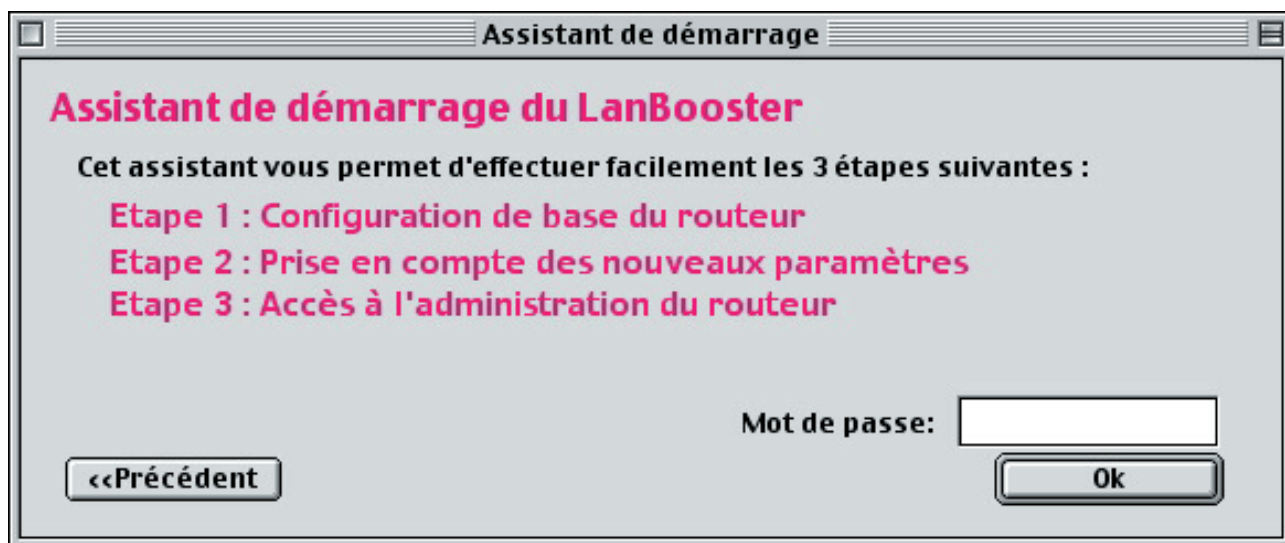 Assistant de démarrage
Assistant de démarrage du LanBooster
Cet assistant vous permet d'effectuer facilement les 3 étapes suivantes :
Etape 1 : Configuration de base du routeur
Etape 2 : Prise en compte des nouveaux paramètres
Etape 3 : Accès à l'administration du routeur
Mot de passe:
‹‹Précédent
Ok